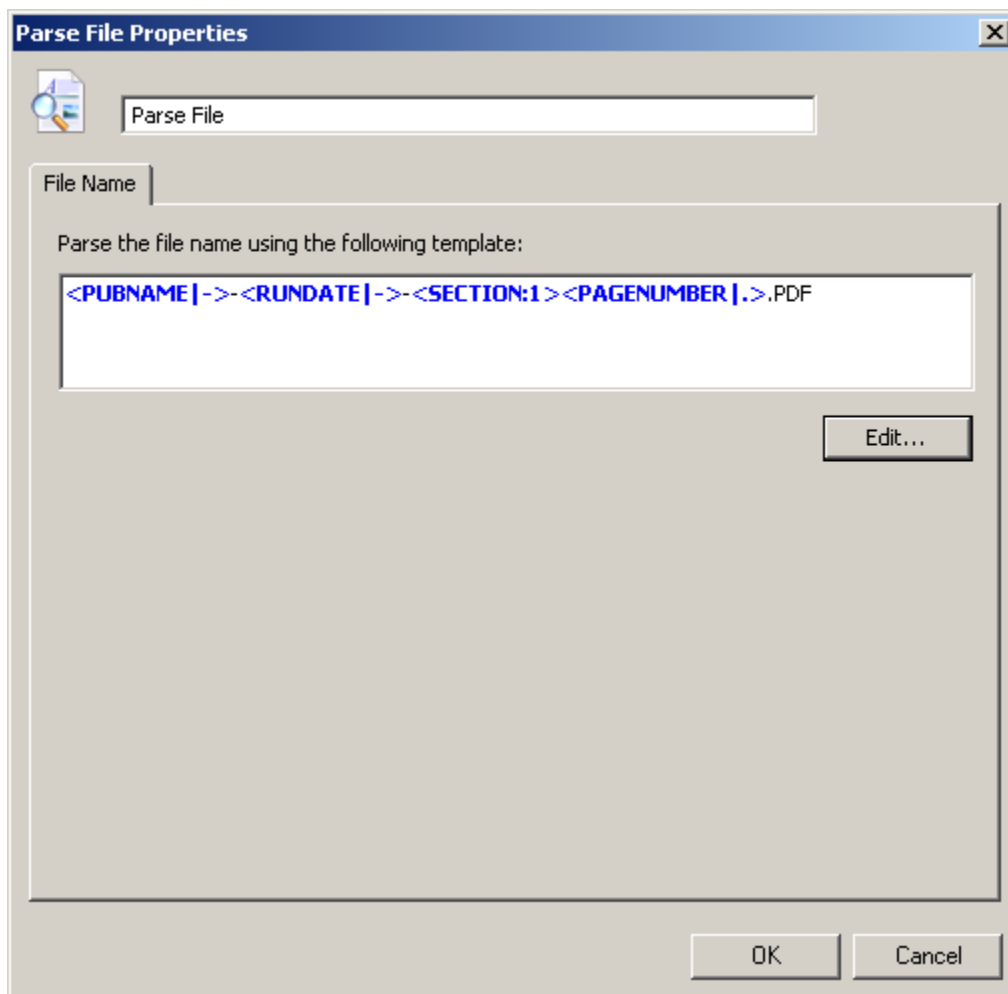 Parse File Properties
Parse File
File Name
Parse the file name using the following template:
<PUBNAME|->-<RUNDATE|->-<SECTION:1><PAGENUMBER|.>.PDF
Edit...
OK Cancel